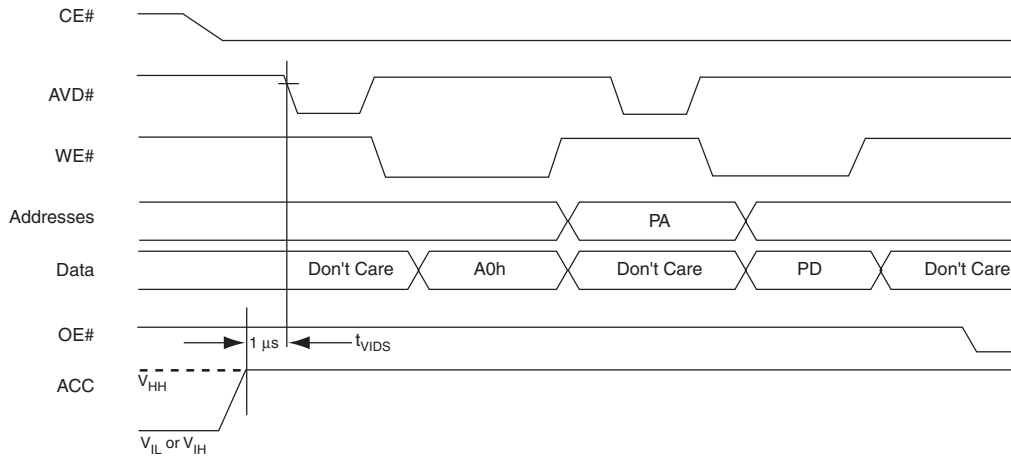 CE#
AVD#
WE#
Addresses PA
Data Don't Care A0h Don't Care PD Don't Care
OE# 1 μs tVIDS
ACC VHH
VIL or VIH